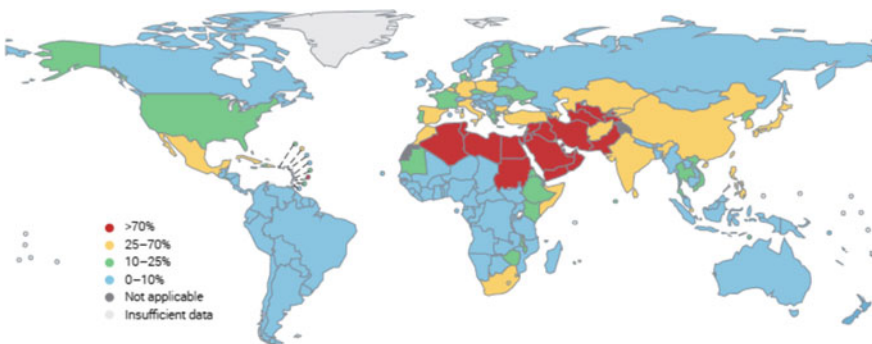 >70%
25–70%
10–25%
0–10%
Not applicable
Insufficient data